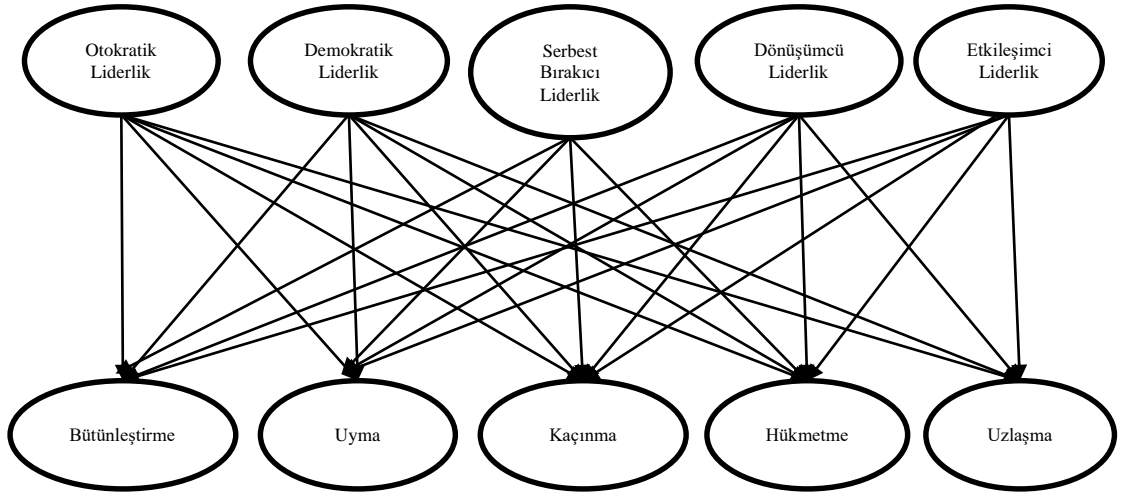 Otokratik
Liderlik
Demokratik
Liderlik
Serbest
Bırakıcı
Liderlik
Dönüşümcü
Liderlik
Etkileşimci
Liderlik
Bütünleştirme
Uyma
Kaçınma
Hükmetme
Uzlaşma